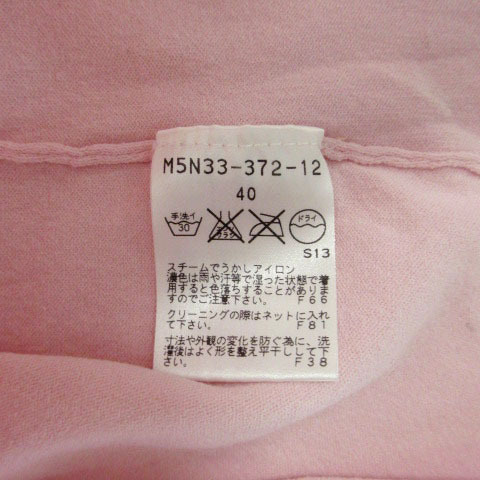 M5N33-372-12
40
手洗イ
30
エンソ
サラシ
ドライ
S13
スチームでうかしアイロン
濃色は雨や汗等で湿った状態で着
用すると色落ちすることがありま
すのでご注意下さい。 F66
クリーニングの際はネットに入れ
て下さい。 F81
寸法や外観の変化を防ぐ為に、洗
濯後はよく形を整え平干しして下
さい。 F38